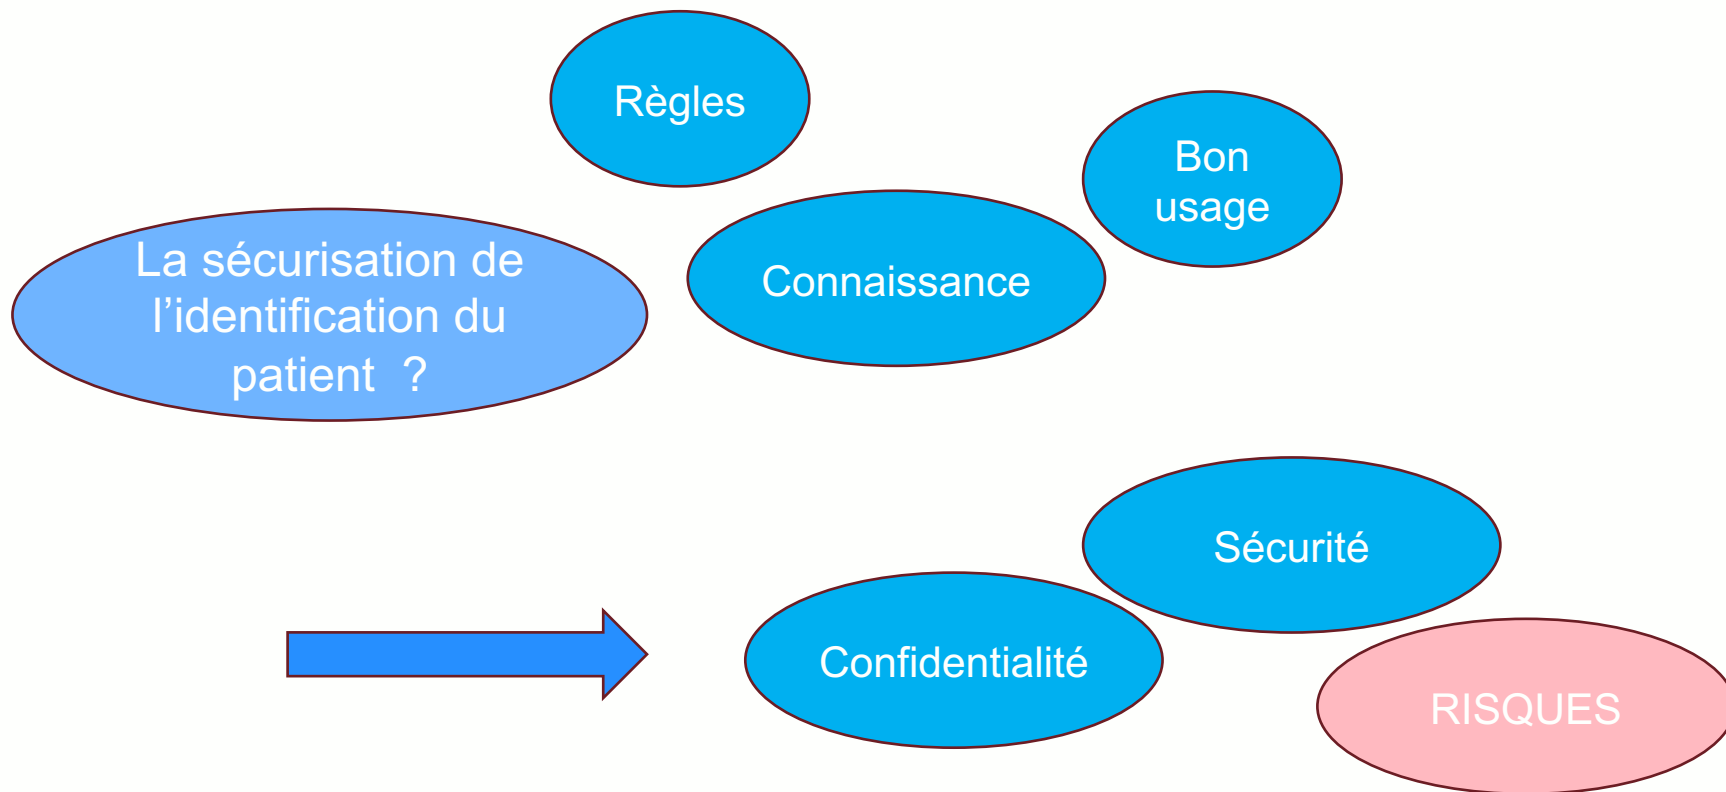 Règles
Bon
usage
La sécurisation de
l’identification du
patient  ?
Connaissance
Sécurité
Confidentialité
RISQUES